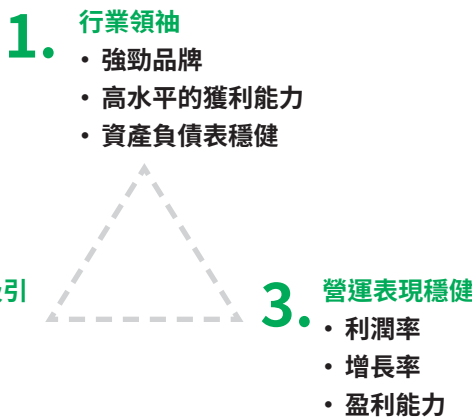 1. 行業領袖
• 強勁品牌
• 高水平的獲利能力
• 資產負債表穩健
引
3. 營運表現穩健
• 利潤率
• 增長率
• 盈利能力